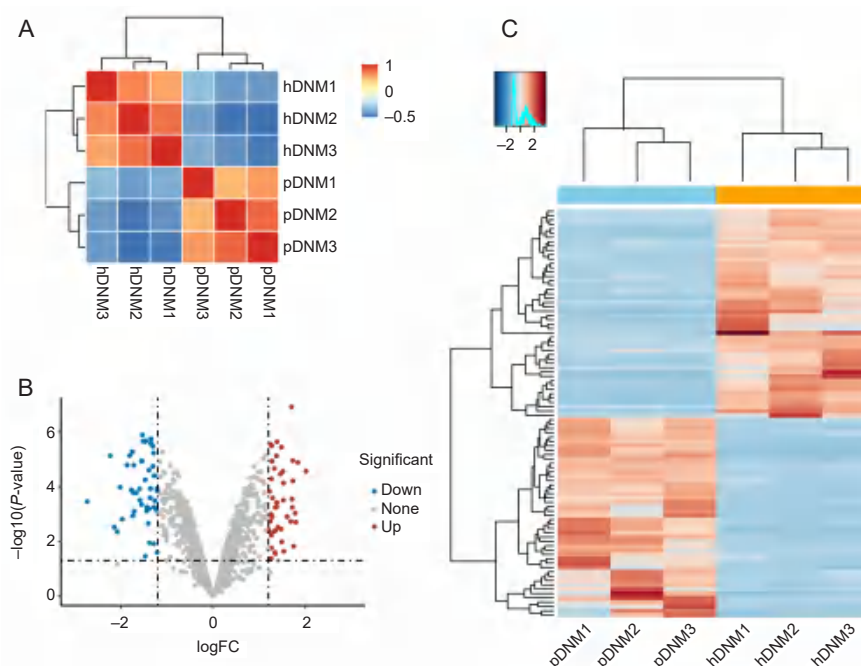 A
1
0
−0.5
hDNM1
hDNM2
hDNM3
pDNM1
pDNM2
pDNM3
hDNM3
hDNM2
hDNM1
pDNM3
pDNM2
pDNM1
B
−log10(P-value)
6
4
2
0
−2
0
2
logFC
Significant
Down
None
Up
C
−2
2
pDNM1
pDNM2
pDNM3
hDNM1
hDNM2
hDNM3